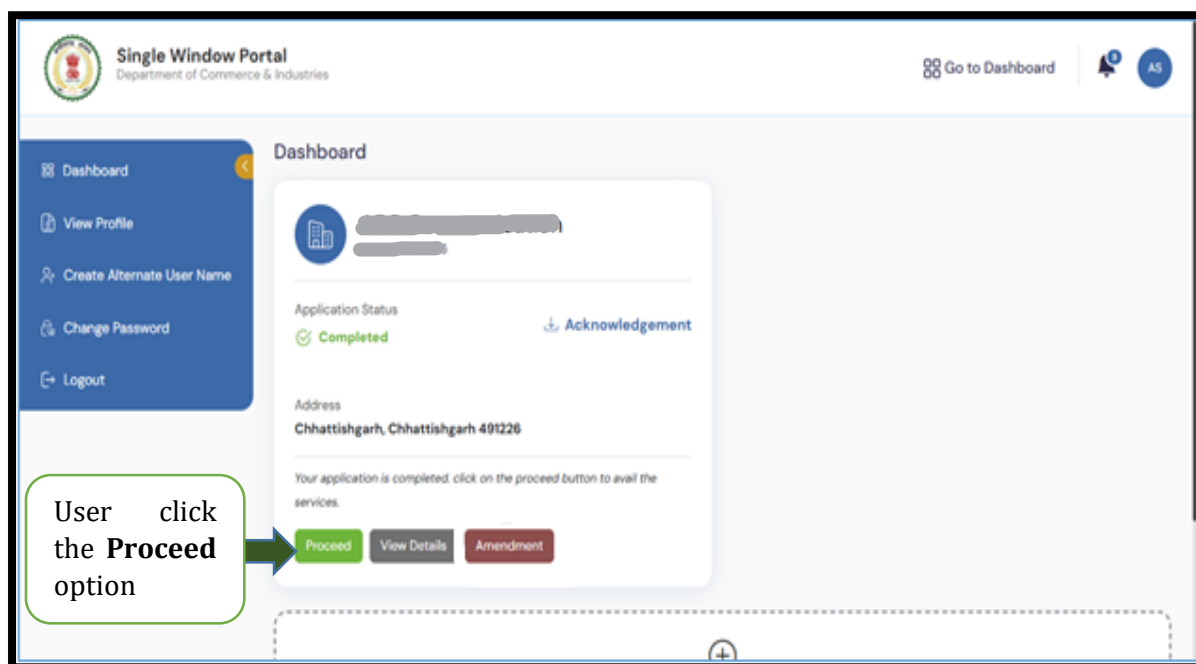 Single Window Portal
Department of Commerce & Industries
Go to Dashboard
3
AS
Dashboard
View Profile
Create Alternate User Name
Change Password
Logout
Dashboard
Application Status
Completed
Acknowledgement
Address
Chhattishgarh, Chhattishgarh 491226
Your application is completed. click on the proceed button to avail the
services.
Proceed
View Details
Amendment
User click
the Proceed
option